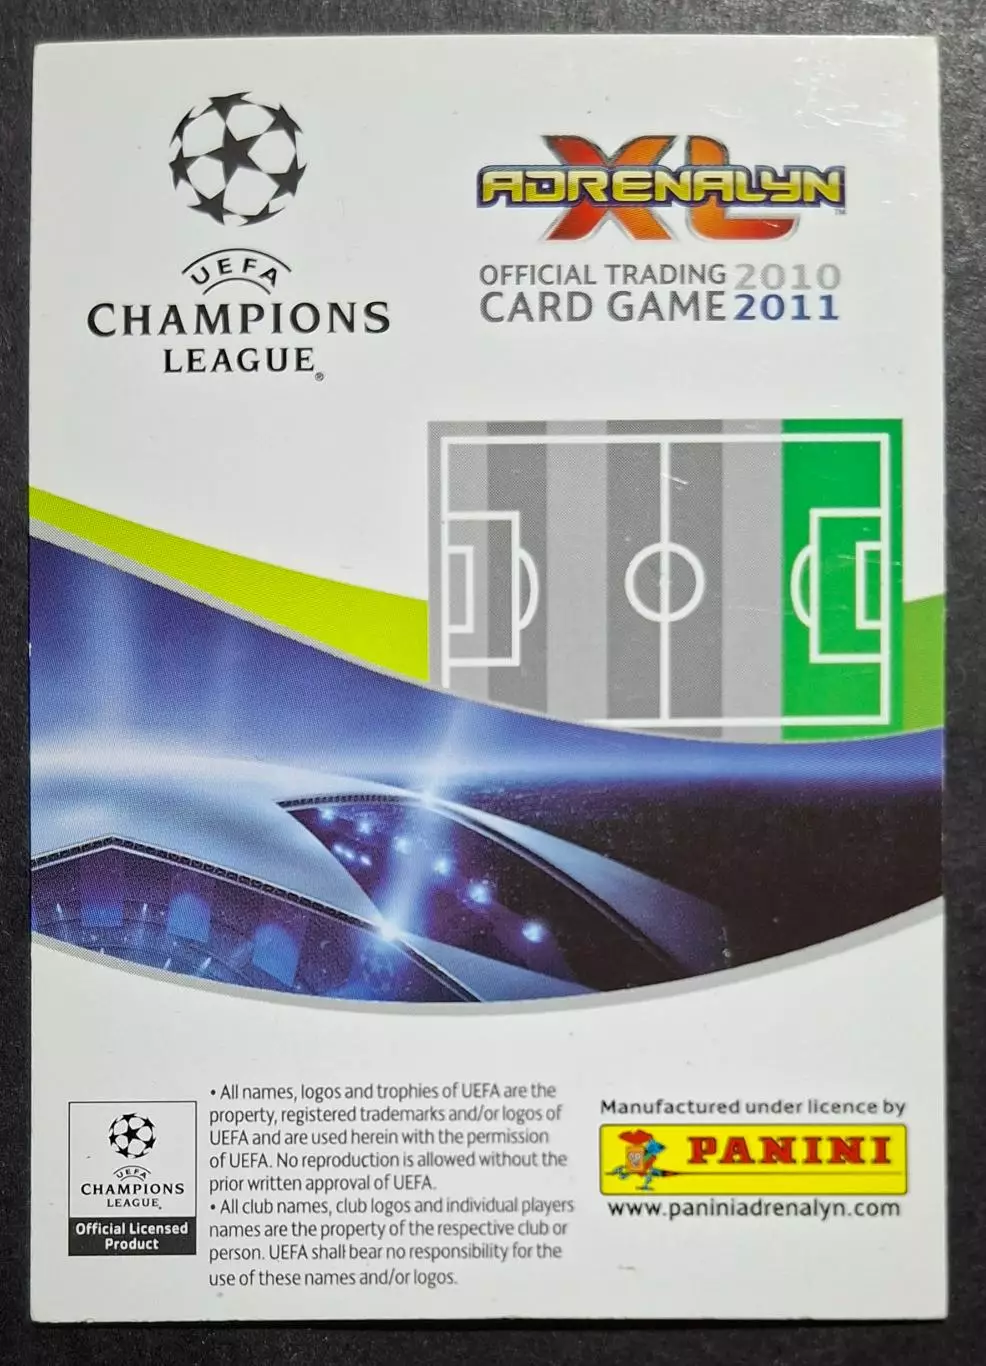 UEFA
CHAMPIONS
LEAGUE®
ADRENALYN XL™
OFFICIAL TRADING 2010
CARD GAME 2011
UEFA
CHAMPIONS
LEAGUE
Official Licensed
Product
• All names, logos and trophies of UEFA are the
property, registered trademarks and/or logos of
UEFA and are used herein with the permission
of UEFA. No reproduction is allowed without the
prior written approval of UEFA.
• All club names, club logos and individual players
names are the property of the respective club or
person. UEFA shall bear no responsibility for the
use of these names and/or logos.
Manufactured under licence by
PANINI
www.paniniadrenalyn.com